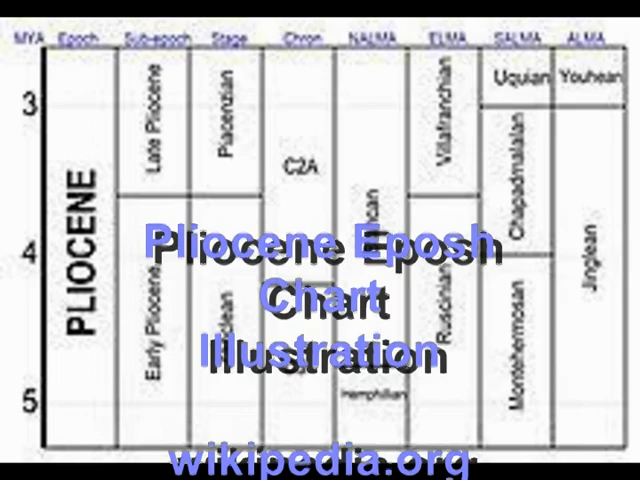 MYA Epoch Sub-epoch Stage Chron NALMA ELMA SALMA ALMA
Uquian Youhean
3
Late Pliocene
Piacenzian
Villafranchian
C2A
Chapadmalalan
PLIOCENE
4
Jinglean
Early Pliocene
Ruscinian
Montehermosan
Hemphillian
5
Pliocene Eposh
Chart
Illustration
wikipedia.org